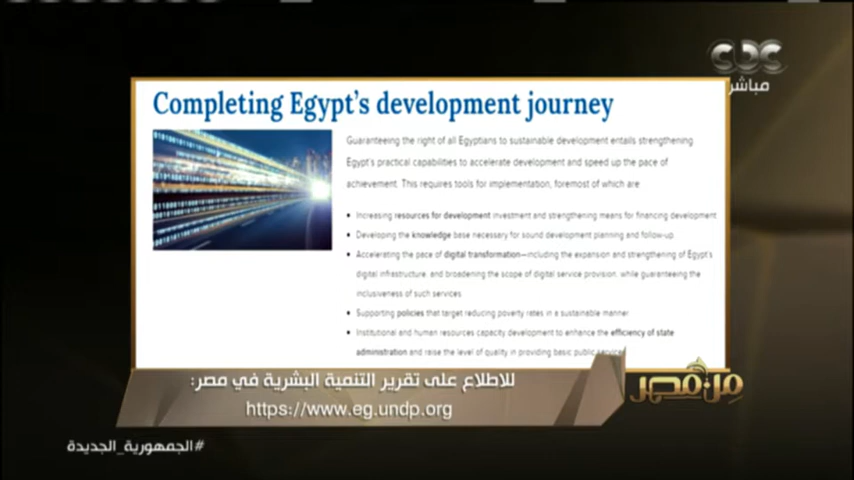 cbc
مباشر
Completing Egypt's development journey
Guaranteeing the right of all Egyptians to sustainable development entails strengthening
Egypt's practical capabilities to accelerate development and speed up the pace of
achievement. This requires tools for implementation, foremost of which are
• Increasing resources for development investment and strengthening means for financing development
• Developing the knowledge base necessary for sound development planning and follow-up.
• Accelerating the pace of digital transformation—including the expansion and strengthening of Egypt's
digital infrastructure, and broadening the scope of digital service provision, while guaranteeing the
inclusiveness of such services
• Supporting policies that target reducing poverty rates in a sustainable manner
• Institutional and human resources capacity development to enhance the efficiency of state
administration and raise the level of quality in providing basic public services
للاطلاع على تقرير التنمية البشرية في مصر:
https://www.eg.undp.org
من مصر
#الجمهورية_الجديدة